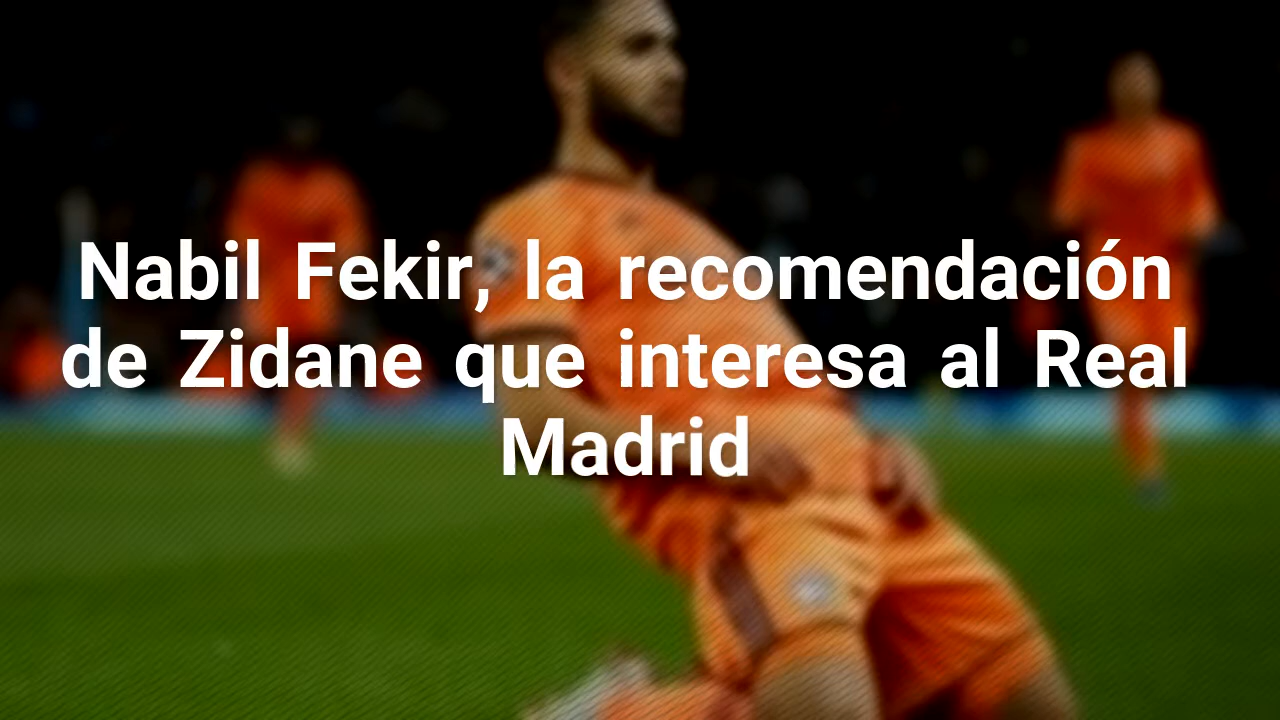 Nabil Fekir, la recomendación
de Zidane que interesa al Real
Madrid